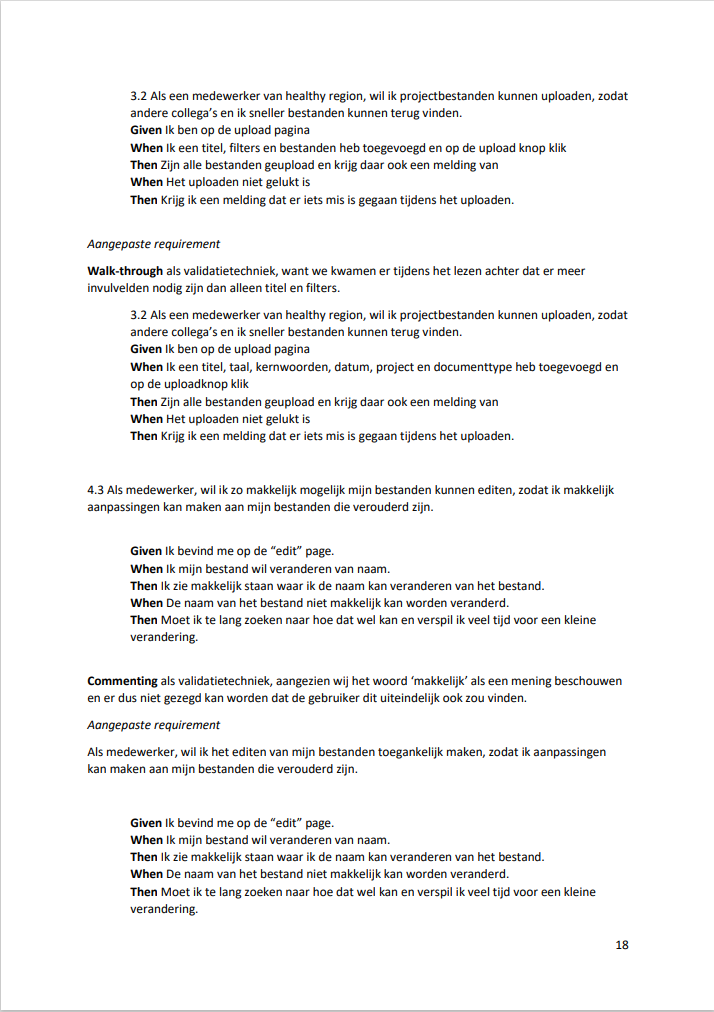 3.2 Als een medewerker van healthy region, wil ik projectbestanden kunnen uploaden, zodat
andere collega’s en ik sneller bestanden kunnen terug vinden.
Given Ik ben op de upload pagina
When Ik een titel, filters en bestanden heb toegevoegd en op de upload knop klik
Then Zijn alle bestanden geupload en krijg daar ook een melding van
When Het uploaden niet gelukt is
Then Krijg ik een melding dat er iets mis is gegaan tijdens het uploaden.
Aangepaste requirement
Walk-through als validatietechniek, want we kwamen er tijdens het lezen achter dat er meer
invulvelden nodig zijn dan alleen titel en filters.
3.2 Als een medewerker van healthy region, wil ik projectbestanden kunnen uploaden, zodat
andere collega’s en ik sneller bestanden kunnen terug vinden.
Given Ik ben op de upload pagina
When Ik een titel, taal, kernwoorden, datum, project en documenttype heb toegevoegd en
op de uploadknop klik
Then Zijn alle bestanden geupload en krijg daar ook een melding van
When Het uploaden niet gelukt is
Then Krijg ik een melding dat er iets mis is gegaan tijdens het uploaden.
4.3 Als medewerker, wil ik zo makkelijk mogelijk mijn bestanden kunnen editen, zodat ik makkelijk
aanpassingen kan maken aan mijn bestanden die verouderd zijn.
Given Ik bevind me op de “edit” page.
When Ik mijn bestand wil veranderen van naam.
Then Ik zie makkelijk staan waar ik de naam kan veranderen van het bestand.
When De naam van het bestand niet makkelijk kan worden veranderd.
Then Moet ik te lang zoeken naar hoe dat wel kan en verspil ik veel tijd voor een kleine
verandering.
Commenting als validatietechniek, aangezien wij het woord ‘makkelijk’ als een mening beschouwen
en er dus niet gezegd kan worden dat de gebruiker dit uiteindelijk ook zou vinden.
Aangepaste requirement
Als medewerker, wil ik het editen van mijn bestanden toegankelijk maken, zodat ik aanpassingen
kan maken aan mijn bestanden die verouderd zijn.
Given Ik bevind me op de “edit” page.
When Ik mijn bestand wil veranderen van naam.
Then Ik zie makkelijk staan waar ik de naam kan veranderen van het bestand.
When De naam van het bestand niet makkelijk kan worden veranderd.
Then Moet ik te lang zoeken naar hoe dat wel kan en verspil ik veel tijd voor een kleine
verandering.
18